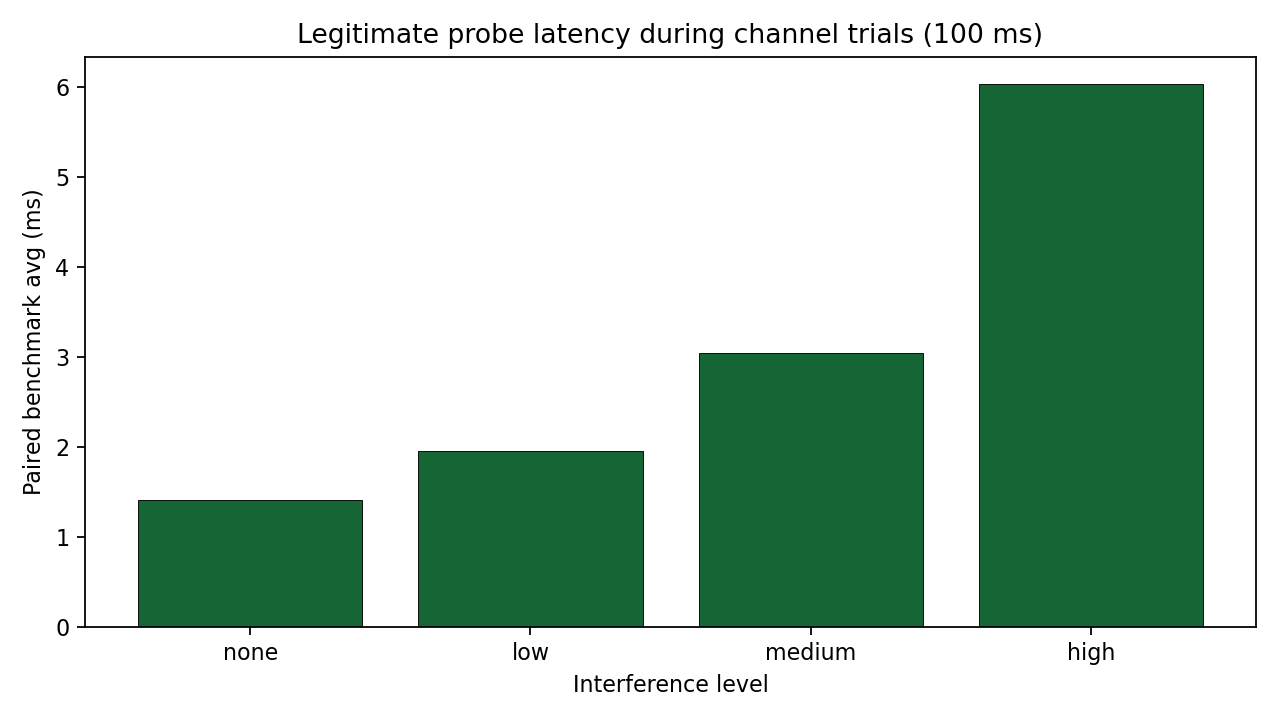 Legitimate probe latency during channel trials (100 ms)
Paired benchmark avg (ms)
6
5
4
3
2
1
0
none low medium high
Interference level